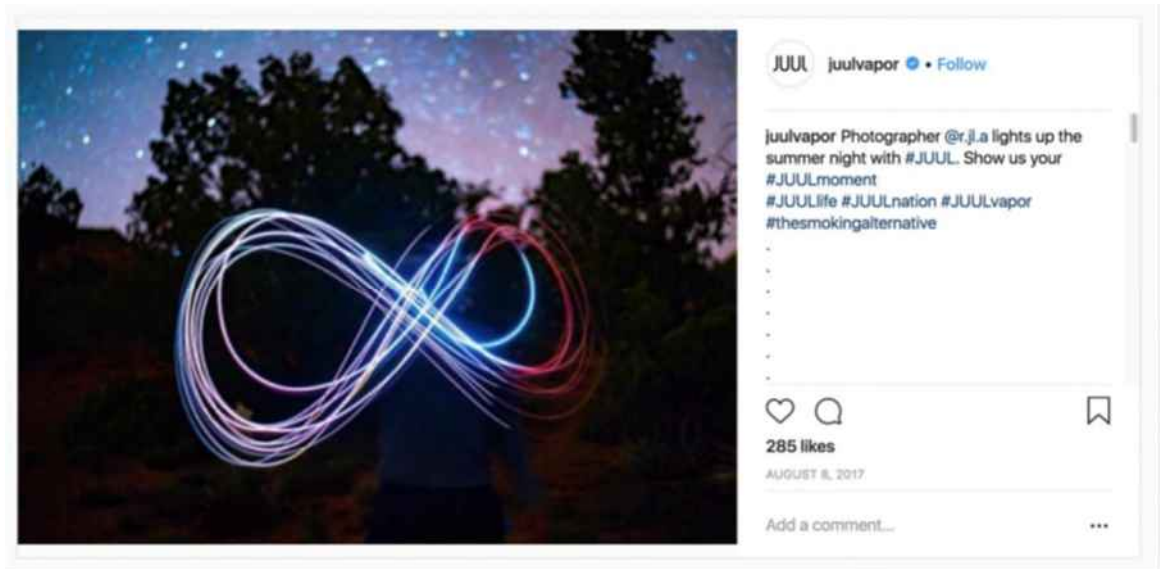 JUUL juulvapor • Follow
juulvapor Photographer @r.jl.a lights up the
summer night with #JUUL. Show us your
#JUULmoment
#JUULlife #JUULnation #JUULvapor
#thesmokingalternative
.
.
.
.
.
.
.
285 likes
AUGUST 8, 2017
Add a comment...